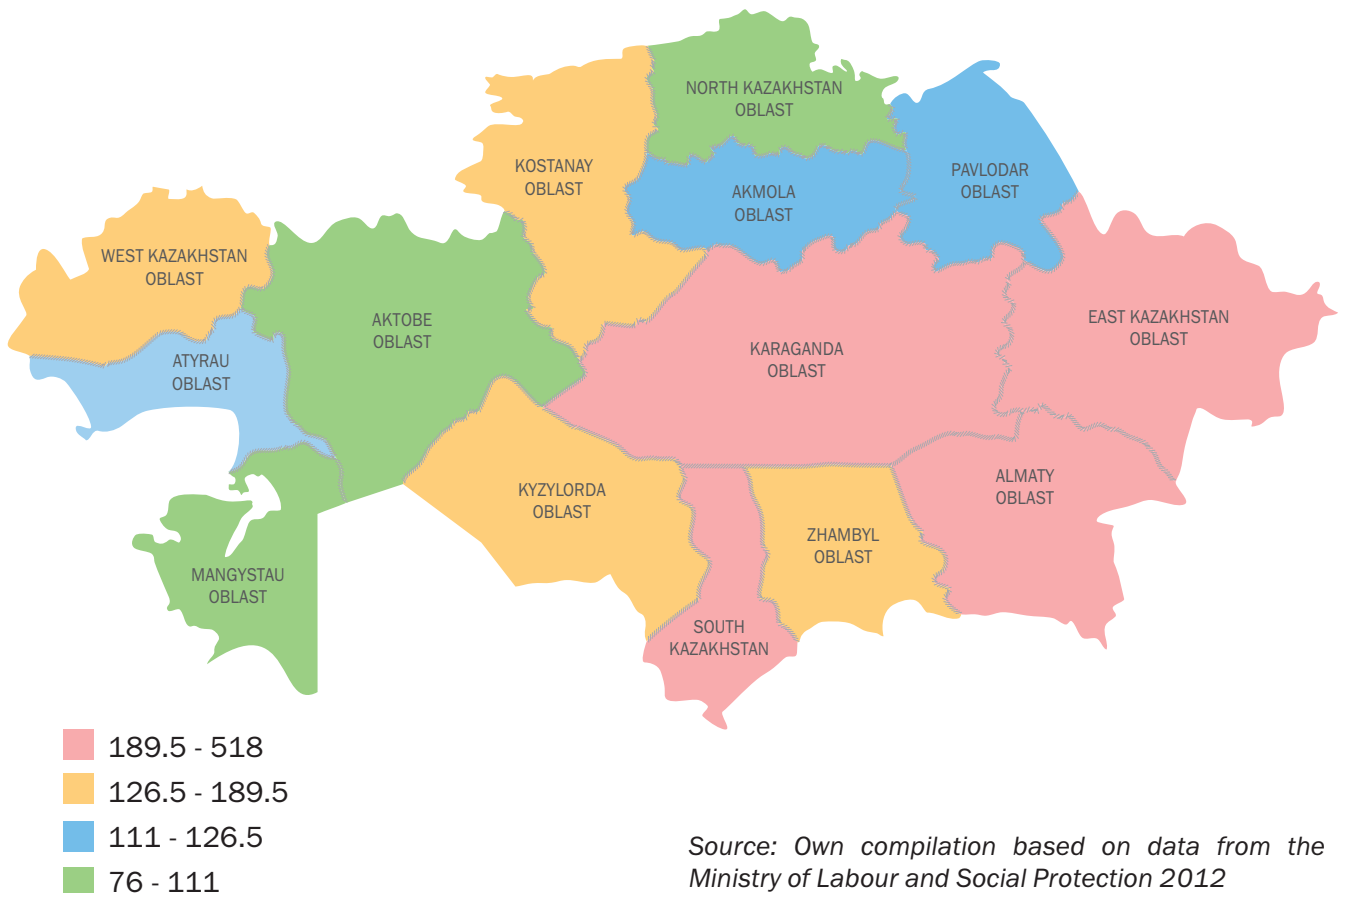 NORTH KAZAKHSTAN
OBLAST
KOSTANAY
OBLAST
PAVLODAR
OBLAST
AKMOLA
OBLAST
WEST KAZAKHSTAN
OBLAST
AKTOBE
OBLAST
EAST KAZAKHSTAN
OBLAST
ATYRAU
OBLAST
KARAGANDA
OBLAST
ALMATY
OBLAST
KYZYLORDA
OBLAST
ZHAMBYL
OBLAST
MANGYSTAU
OBLAST
SOUTH
KAZAKHSTAN
189.5 - 518
126.5 - 189.5
111 - 126.5
76 - 111
Source: Own compilation based on data from the
Ministry of Labour and Social Protection 2012